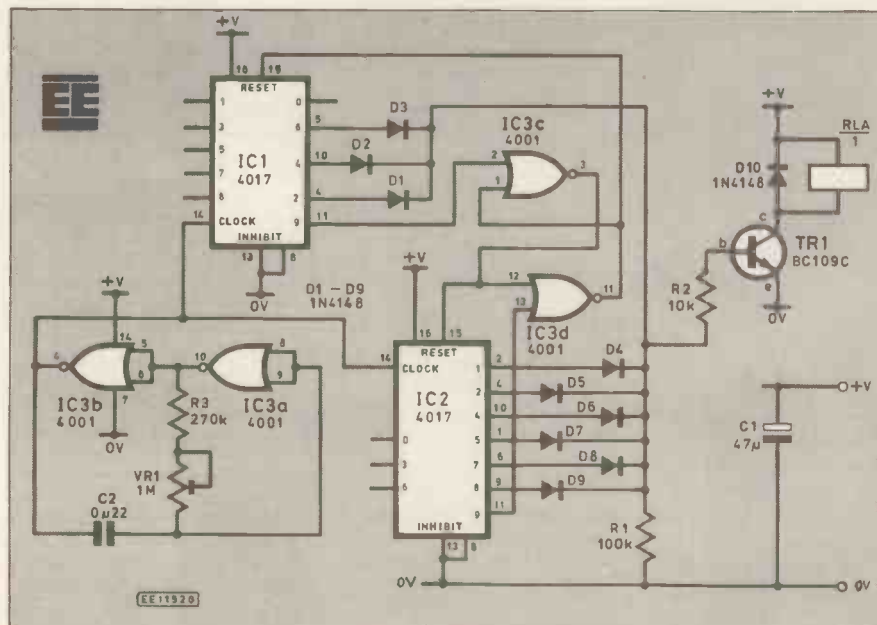 EE
+V
16 15
RESET
1 0
3 6 5 D3
5 IC1 4 10 D2
7 4017 2 4 D1
8 9 11
14 CLOCK
INHIBIT
13 8
0V
D1 – D9
1N4148
IC3c
4001
2
1
3
12
13
11
IC3d
4001
+V
RLA
1
D10
1N4148
c
b
e
TR1
BC109C
0V
R2
10k
+V
14
4
5
6
7
IC3b
4001
0V
10
8
9
IC3a
4001
R3
270k
VR1
1M
C2
0µ22
+V
16 15
RESET
14 CLOCK
IC2
4017
1 2 D4
2 4 D5
4 10 D6
0 5 1 D7
3 7 6 D8
6 8 9 D9
9 11
INHIBIT
13 8
0V
R1
100k
C1
47µ
+V
0V
EE1192G